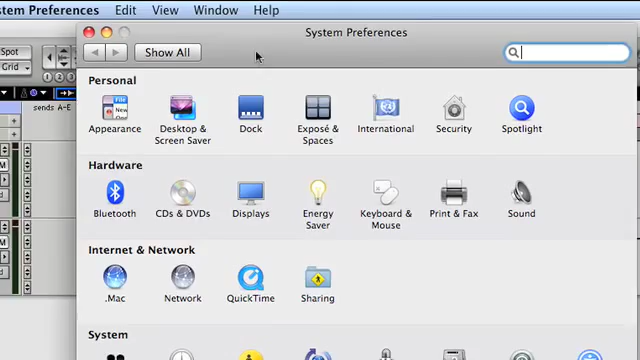 stem Preferences Edit View Window Help
System Preferences
Spot
Show All
Grid
sends A-E
Personal
File
New
Appearance
Desktop &
Screen Saver
Dock
Exposé &
Spaces
International
Security
Spotlight
Hardware
Bluetooth
CDs & DVDs
Displays
Energy
Saver
Keyboard &
Mouse
Print & Fax
Sound
Internet & Network
.Mac
Network
QuickTime
Sharing
System